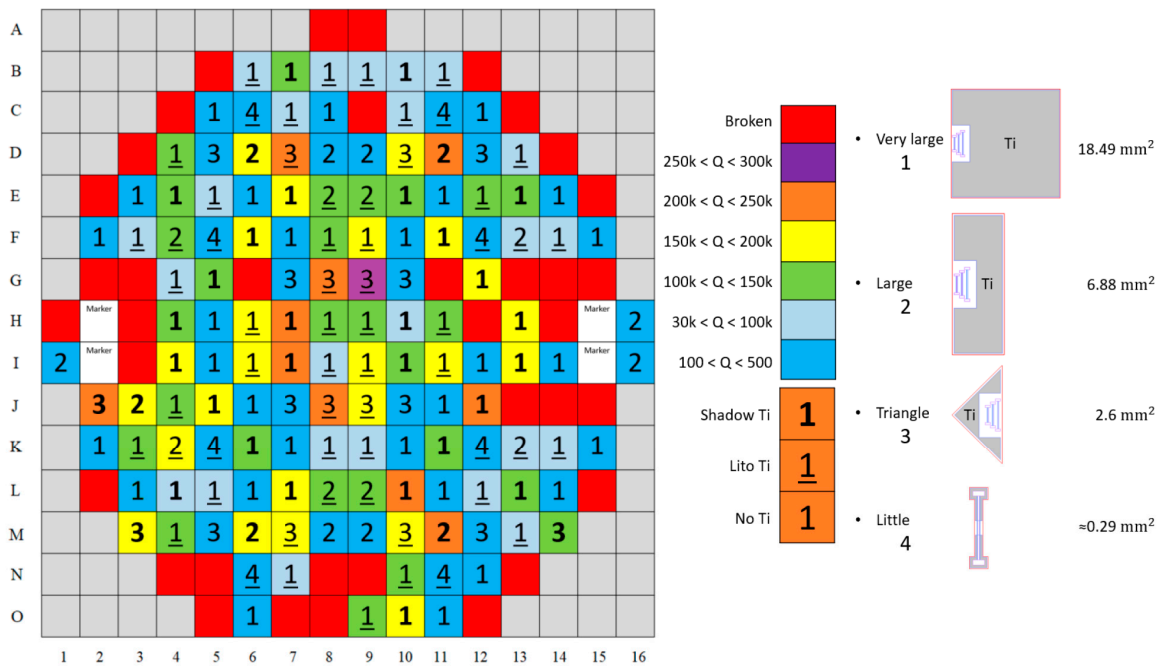 A
B 1 1 1 1 1 1
C 1 4 1 1 1 4 1
D 1 3 2 3 2 2 3 2 3 1
E 1 1 1 1 1 2 2 1 1 1 1 1
F 1 1 2 4 1 1 1 1 1 1 4 2 1 1
G 1 1 3 3 3 3 1
H Marker 1 1 1 1 1 1 1 1 1 Marker 2
I 2 Marker 1 1 1 1 1 1 1 1 1 1 1 Marker 2
J 3 2 1 1 1 3 3 3 3 1 1
K 1 1 2 4 1 1 1 1 1 1 4 2 1 1
L 1 1 1 1 1 2 2 1 1 1 1 1
M 3 1 3 2 3 2 2 3 2 3 1 3
N 4 1 1 4 1
O 1 1 1 1
1 2 3 4 5 6 7 8 9 10 11 12 13 14 15 16
Broken
250k < Q < 300k
200k < Q < 250k
150k < Q < 200k
100k < Q < 150k
30k < Q < 100k
100 < Q < 500
Shadow Ti 1
Lito Ti 1
No Ti 1
• Very large
1
Ti
18.49 mm²
• Large
2
Ti
6.88 mm²
• Triangle
3
Ti
2.6 mm²
• Little
4
≈0.29 mm²